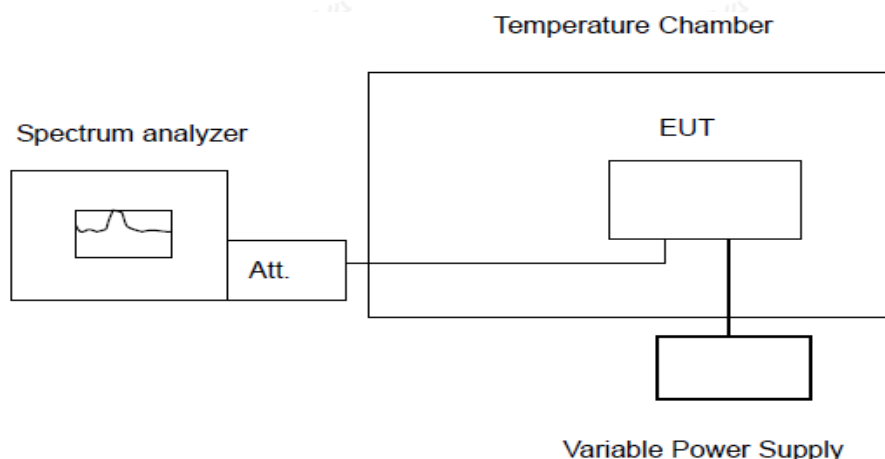 Temperature Chamber
Spectrum analyzer
EUT
Att.
Variable Power Supply